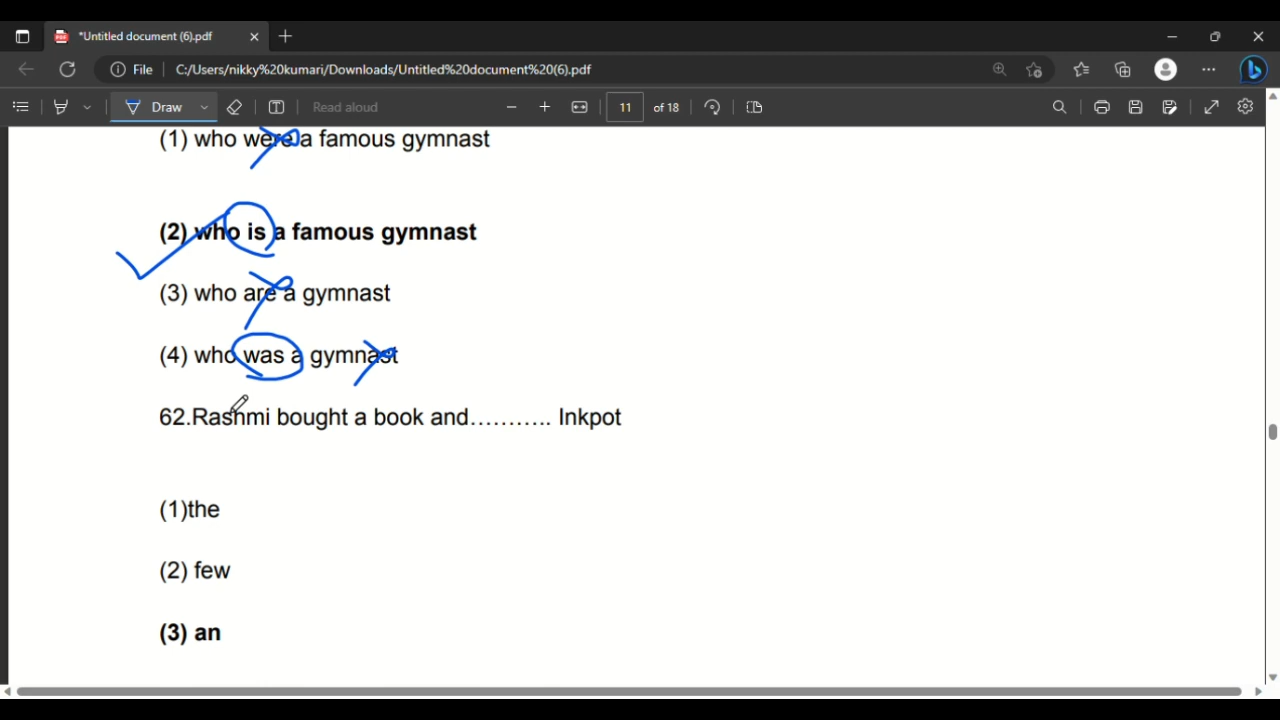 *Untitled document (6).pdf
File
C:/Users/nikky%20kumari/Downloads/Untitled%20document%20(6).pdf
Draw
Read aloud
11 of 18
(1) who were a famous gymnast
(2) who is a famous gymnast
(3) who are a gymnast
(4) who was a gymnast
62.Rashmi bought a book and……….. Inkpot
(1)the
(2) few
(3) an